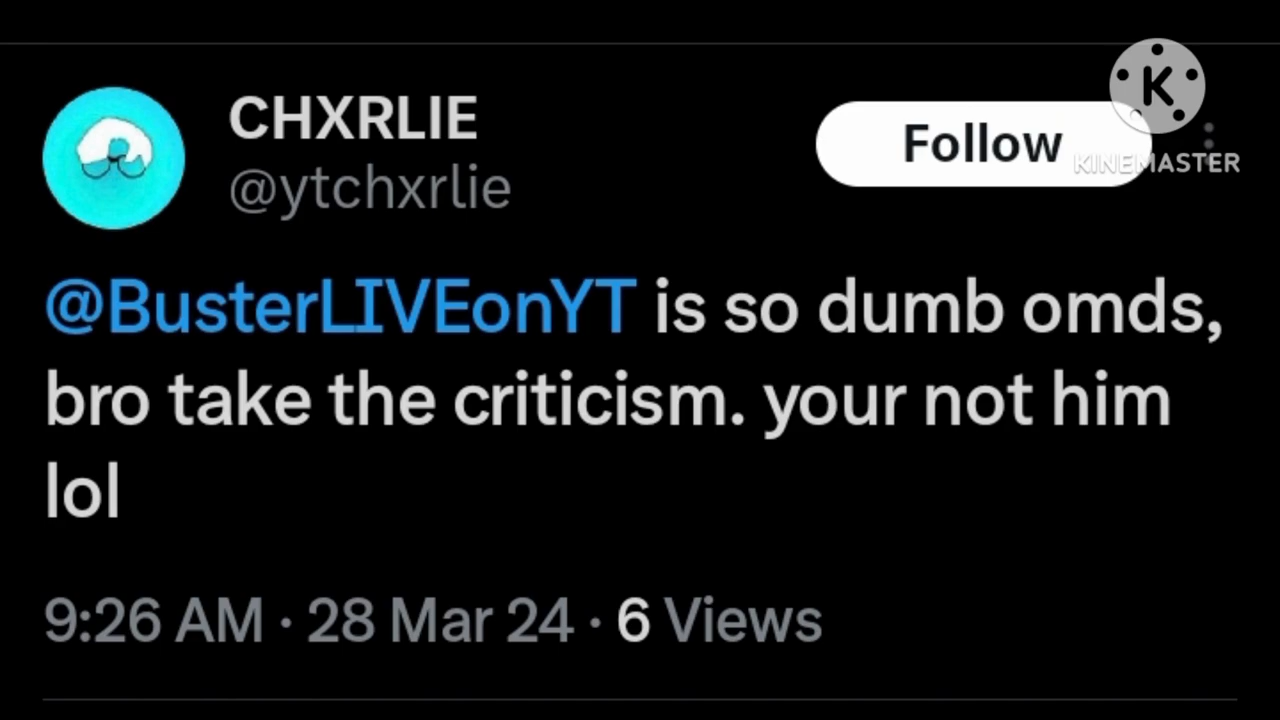 CHXRLIE
@ytchxrlie
Follow
K
KINEMASTER
@BusterLIVEonYT is so dumb omds,
bro take the criticism. your not him
lol
9:26 AM · 28 Mar 24 · 6 Views